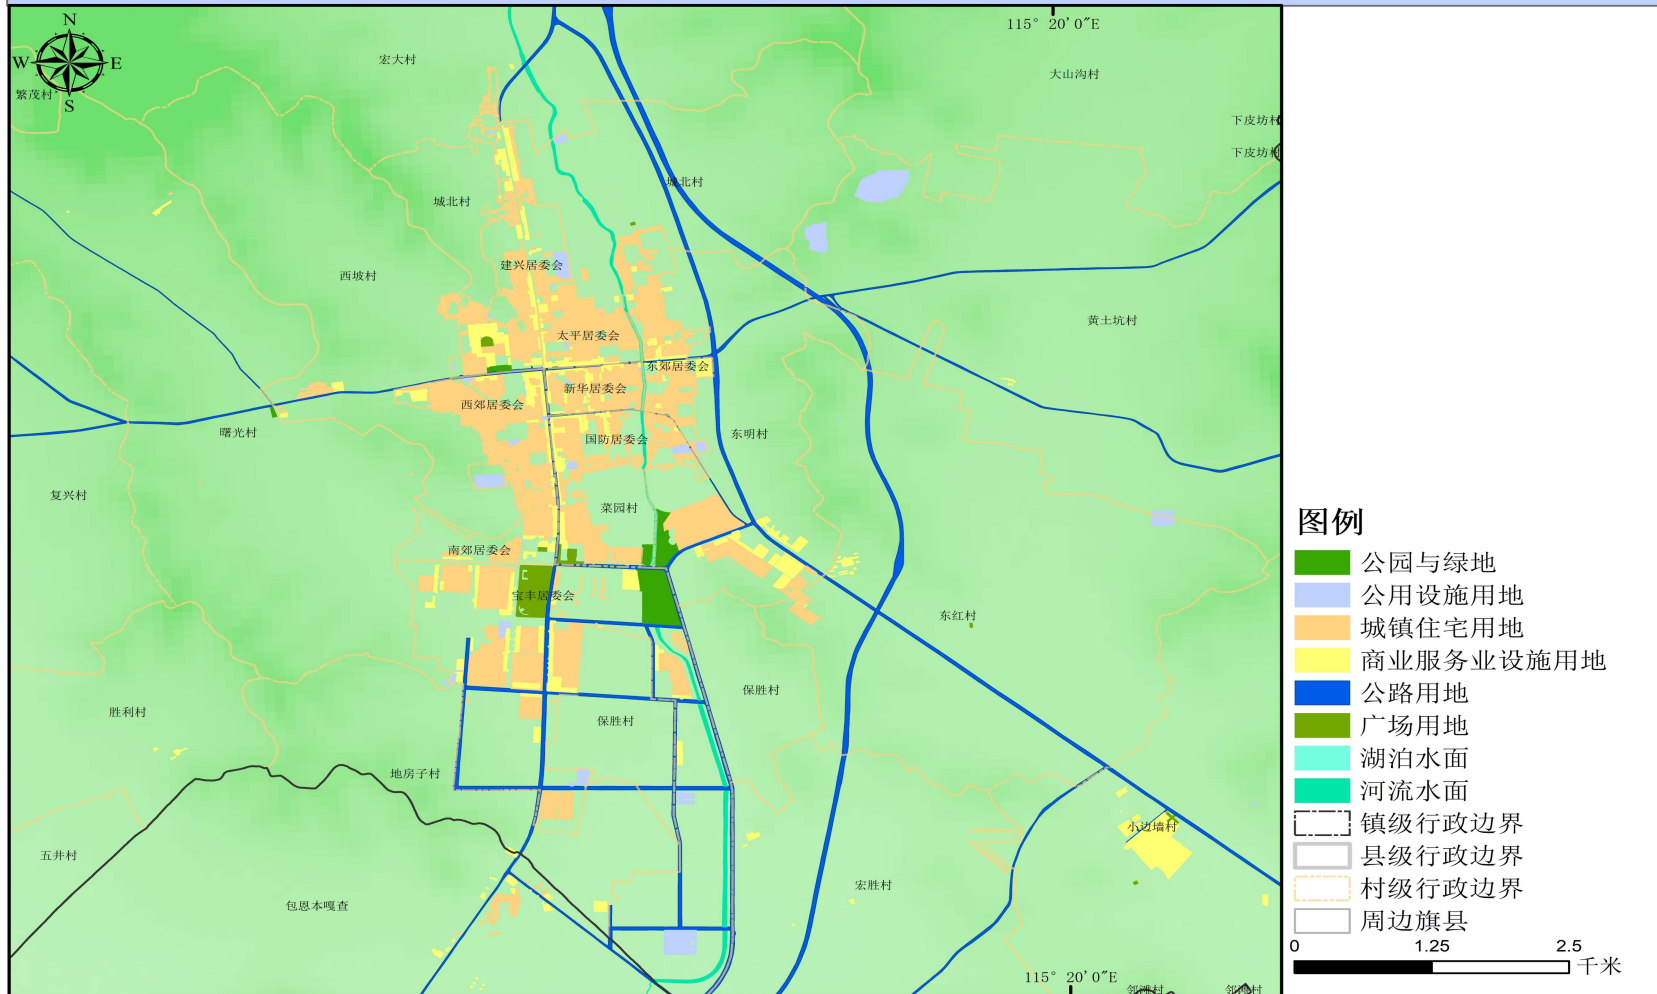 N
115° 20′0″E
宏大村
W
E
大山沟村
繁茂村
S
下皮坊村
下皮坊村
城北村
城北村
建兴居委会
西坡村
黄土坑村
太平居委会
东郊居委会
新华居委会
西郊居委会
曙光村
东明村
国防居委会
复兴村
菜园村
南郊居委会
宝丰居委会
东红村
保胜村
胜利村
保胜村
地房子村
小边墙村
五井村
宏胜村
包恩本嘎查
115° 20′0″E
邻滩村
邻滩村
图例
公园与绿地
公用设施用地
城镇住宅用地
商业服务业设施用地
公路用地
广场用地
湖泊水面
河流水面
镇级行政边界
县级行政边界
村级行政边界
周边旗县
0 1.25 2.5
千米